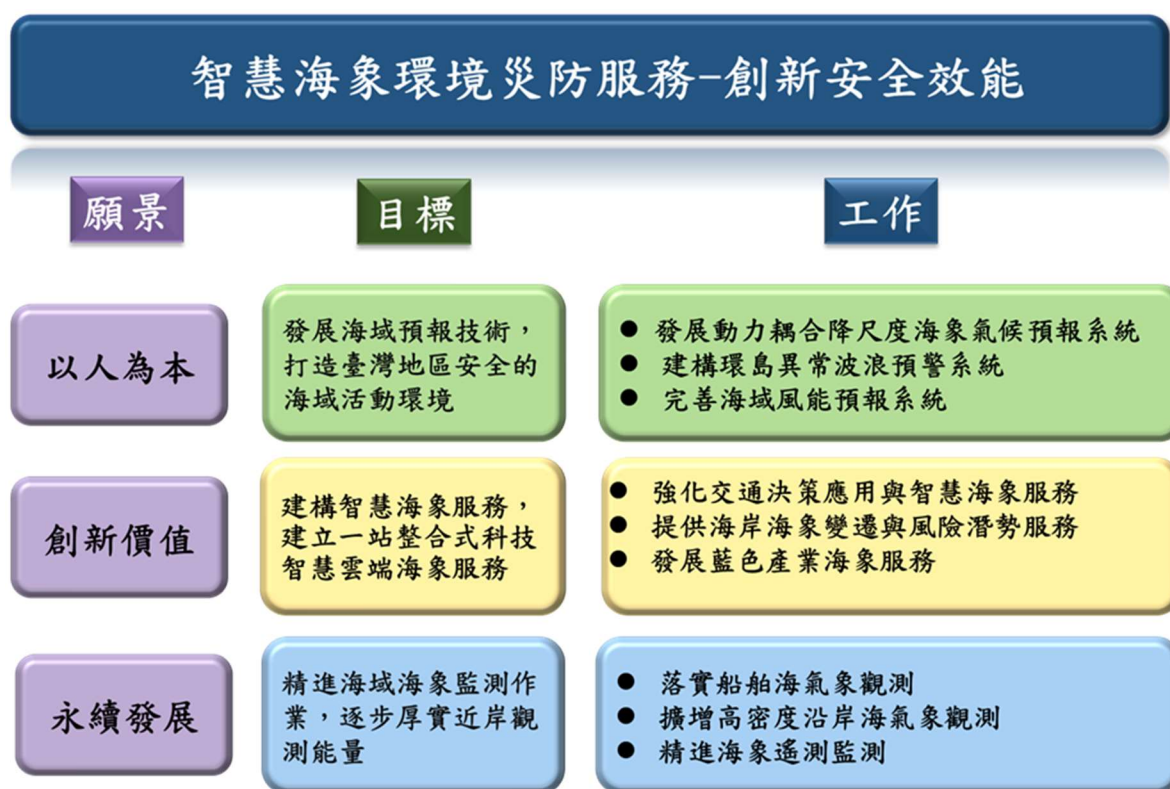 智慧海象環境災防服務-創新安全效能
願景
目標
工作
以人為本
發展海域預報技術，
打造臺灣地區安全的
海域活動環境
● 發展動力耦合降尺度海象氣候預報系統
● 建構環島異常波浪預警系統
● 完善海域風能預報系統
創新價值
建構智慧海象服務，
建立一站整合式科技
智慧雲端海象服務
● 強化交通決策應用與智慧海象服務
● 提供海岸海象變遷與風險潛勢服務
● 發展藍色產業海象服務
永續發展
精進海域海象監測作
業，逐步厚實近岸觀
測能量
● 落實船舶海氣象觀測
● 擴增高密度沿岸海氣象觀測
● 精進海象遙測監測